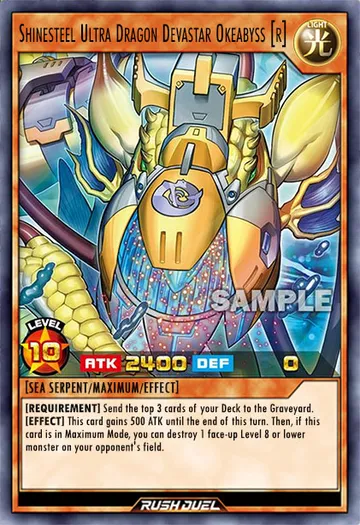 Shinesteel Ultra Dragon Devastar Okeabyss [R]
LIGHT
光
SAMPLE
LEVEL
10
ATK 2400 DEF 0
[SEA SERPENT/MAXIMUM/EFFECT]
[REQUIREMENT] Send the top 3 cards of your Deck to the Graveyard.
[EFFECT] This card gains 500 ATK until the end of this turn. Then, if this
card is in Maximum Mode, you can destroy 1 face-up Level 8 or lower
monster on your opponent's field.
RUSH DUEL